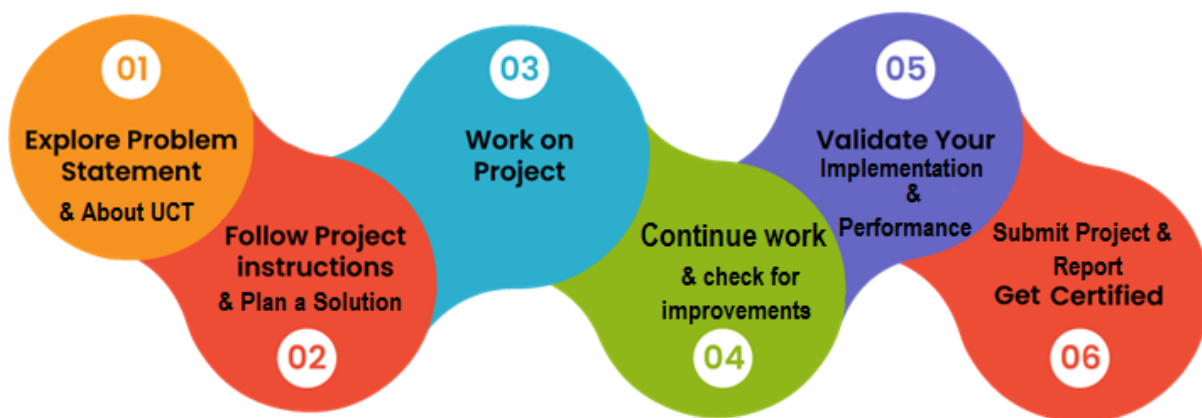 01
Explore Problem
Statement
& About UCT
Follow Project
instructions
& Plan a Solution
02
03
Work on
Project
Continue work
& check for
improvements
04
05
Validate Your
Implementation
&
Performance
Submit Project &
Report
Get Certified
06